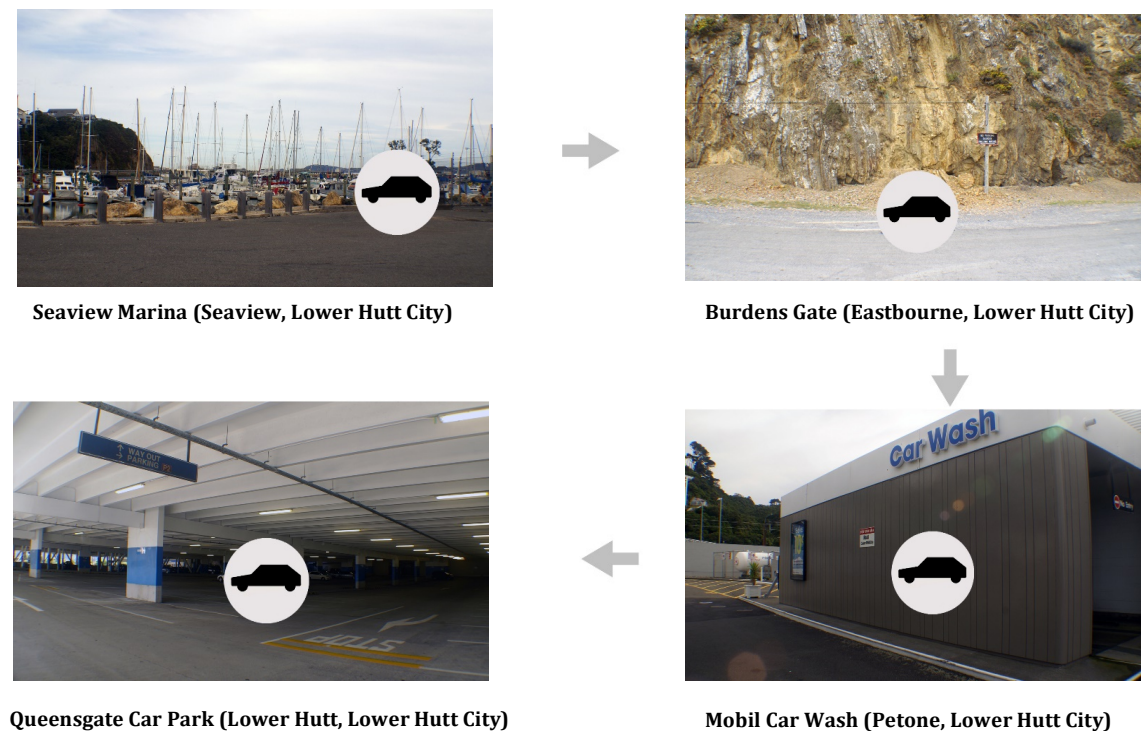 Seaview Marina (Seaview, Lower Hutt City)
Burdens Gate (Eastbourne, Lower Hutt City)
WAY OUT
PARKING
STOP
Queensgate Car Park (Lower Hutt, Lower Hutt City)
Car Wash
Mobil Car Wash (Petone, Lower Hutt City)